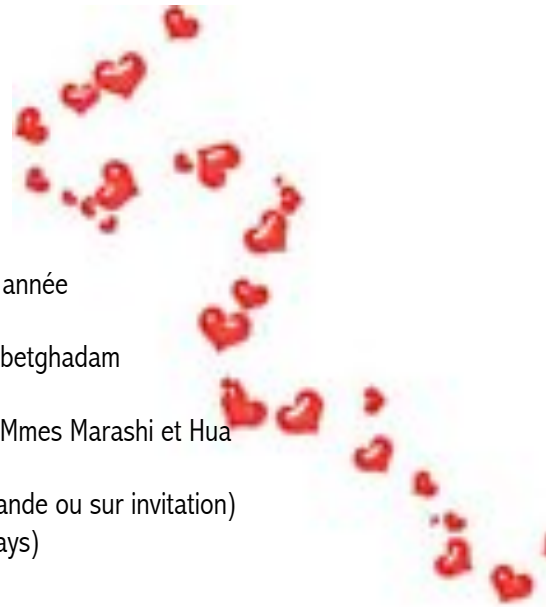 année
betghadam
Mmes Marashi et Hua
ande ou sur invitation)
ays)